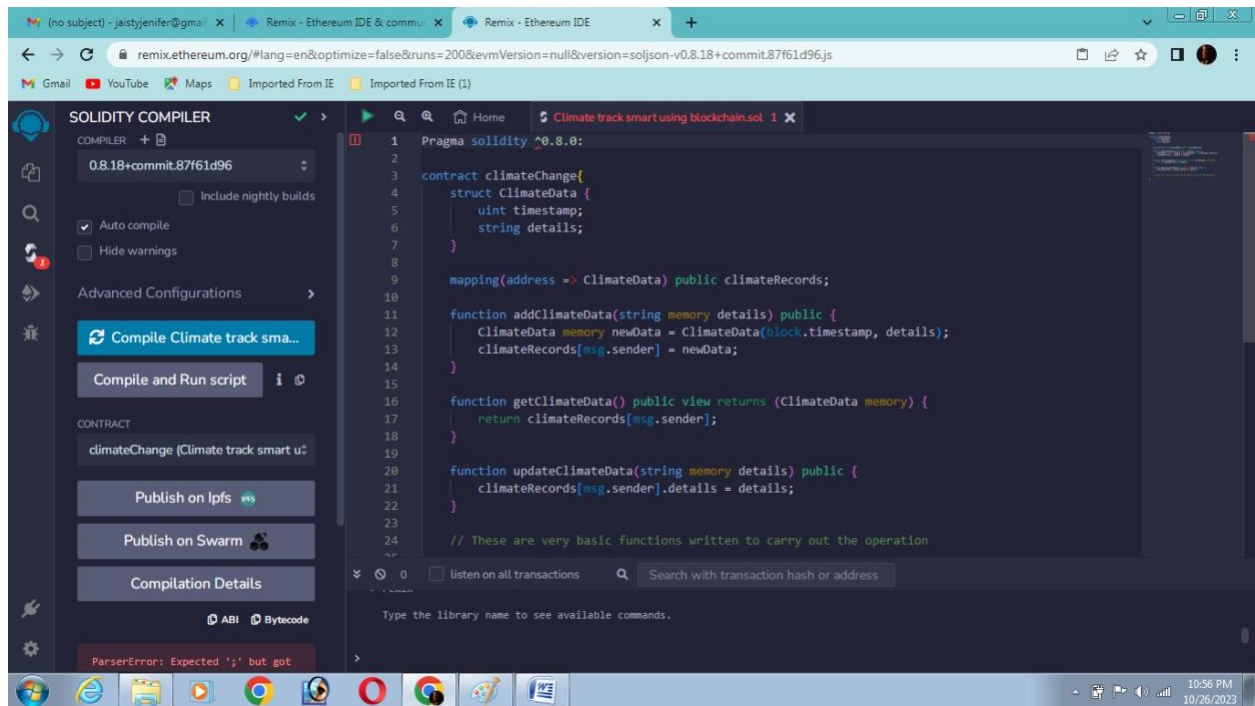 (no subject) - jaistyjenifer@gmai
Remix - Ethereum IDE & commu
Remix - Ethereum IDE
remix.ethereum.org/#lang=en&optimize=false&runs=200&evmVersion=null&version=soljson-v0.8.18+commit.87f61d96.js
Gmail YouTube Maps Imported From IE Imported From IE (1)
SOLIDITY COMPILER
COMPILER
0.8.18+commit.87f61d96
Include nightly builds
Auto compile
Hide warnings
Advanced Configurations
Compile Climate track sma...
Compile and Run script
CONTRACT
climateChange (Climate track smart u
Publish on Ipfs
Publish on Swarm
Compilation Details
ABI Bytecode
ParserError: Expected ';' but got
Home Climate track smart using blockchain.sol 1
1 Pragma solidity ^0.8.0:
2
3 contract climateChange{
4 struct ClimateData {
5 uint timestamp;
6 string details;
7 }
8
9 mapping(address => ClimateData) public climateRecords;
10
11 function addClimateData(string memory details) public {
12 ClimateData memory newData = ClimateData(block.timestamp, details);
13 climateRecords[msg.sender] = newData;
14 }
15
16 function getClimateData() public view returns (ClimateData memory) {
17 return climateRecords[msg.sender];
18 }
19
20 function updateClimateData(string memory details) public {
21 climateRecords[msg.sender].details = details;
22 }
23
24 // These are very basic functions written to carry out the operation
0 listen on all transactions Search with transaction hash or address
Type the library name to see available commands.
>
10:56 PM
10/26/2023